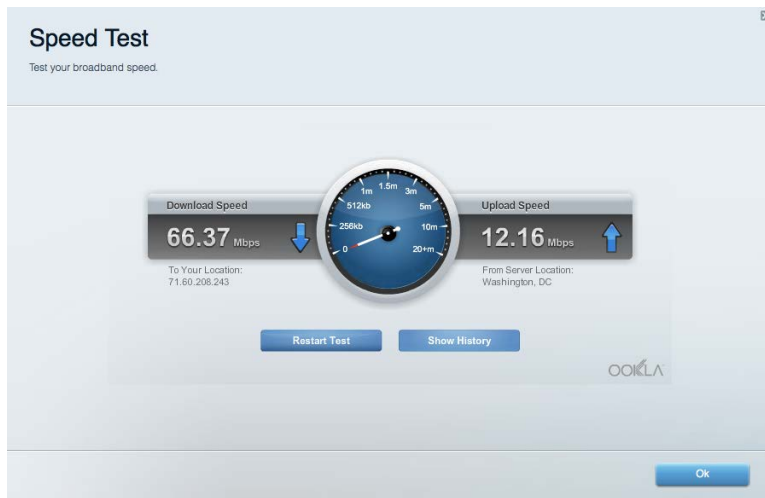 Speed Test
Test your broadband speed.
Download Speed
66.37 Mbps
To Your Location:
71.60.208.243
0
256kb
512kb
1m
1.5m
3m
5m
10m
20+m
Upload Speed
12.16 Mbps
From Server Location:
Washington, DC
Restart Test
Show History
OOKLA
Ok